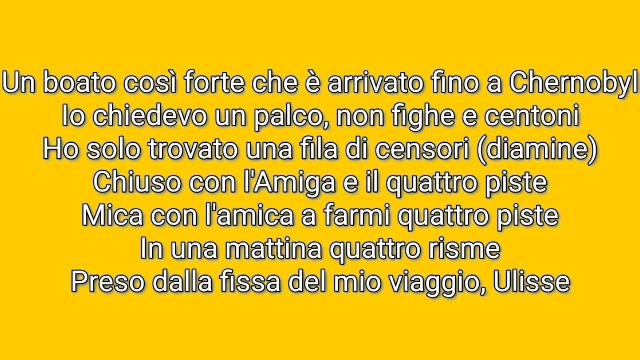 Un boato così forte che è arrivato fino a Chernobyl
Io chiedevo un palco, non fighe e centoni
Ho solo trovato una fila di censori (diamine)
Chiuso con l'Amiga e il quattro piste
Mica con l'amica a farmi quattro piste
In una mattina quattro risme
Preso dalla fissa del mio viaggio, Ulisse